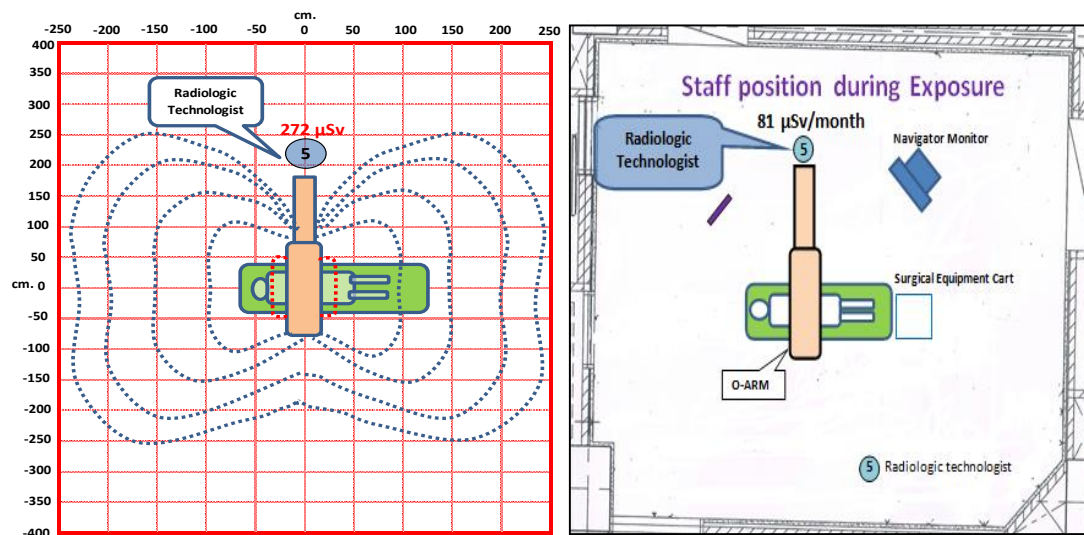 cm.
-250 -200 -150 -100 -50 0 50 100 150 200 250
400
350
300
250
200
150
100
50
cm. 0
-50
-100
-150
-200
-250
-300
-350
-400
Radiologic
Technologist
272 µSv
5
Staff position during Exposure
81 µSv/month
Radiologic
Technologist
5
Navigator Monitor
Surgical Equipment Cart
O-ARM
5 Radiologic technologist